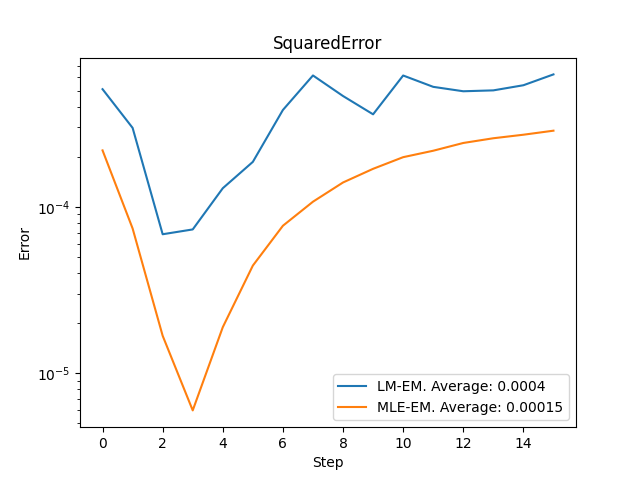 SquaredError
Error
10⁻⁴
10⁻⁵
LM-EM. Average: 0.0004
MLE-EM. Average: 0.00015
0 2 4 6 8 10 12 14
Step